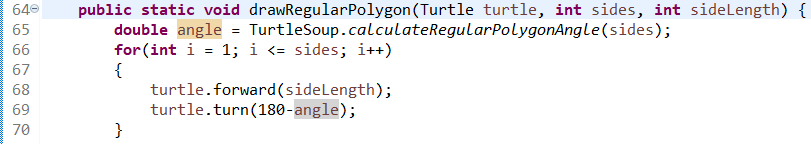 64 public static void drawRegularPolygon(Turtle turtle, int sides, int sideLength) {
65 double angle = TurtleSoup.calculateRegularPolygonAngle(sides);
66 for(int i = 1; i <= sides; i++)
67 {
68 turtle.forward(sideLength);
69 turtle.turn(180-angle);
70 }